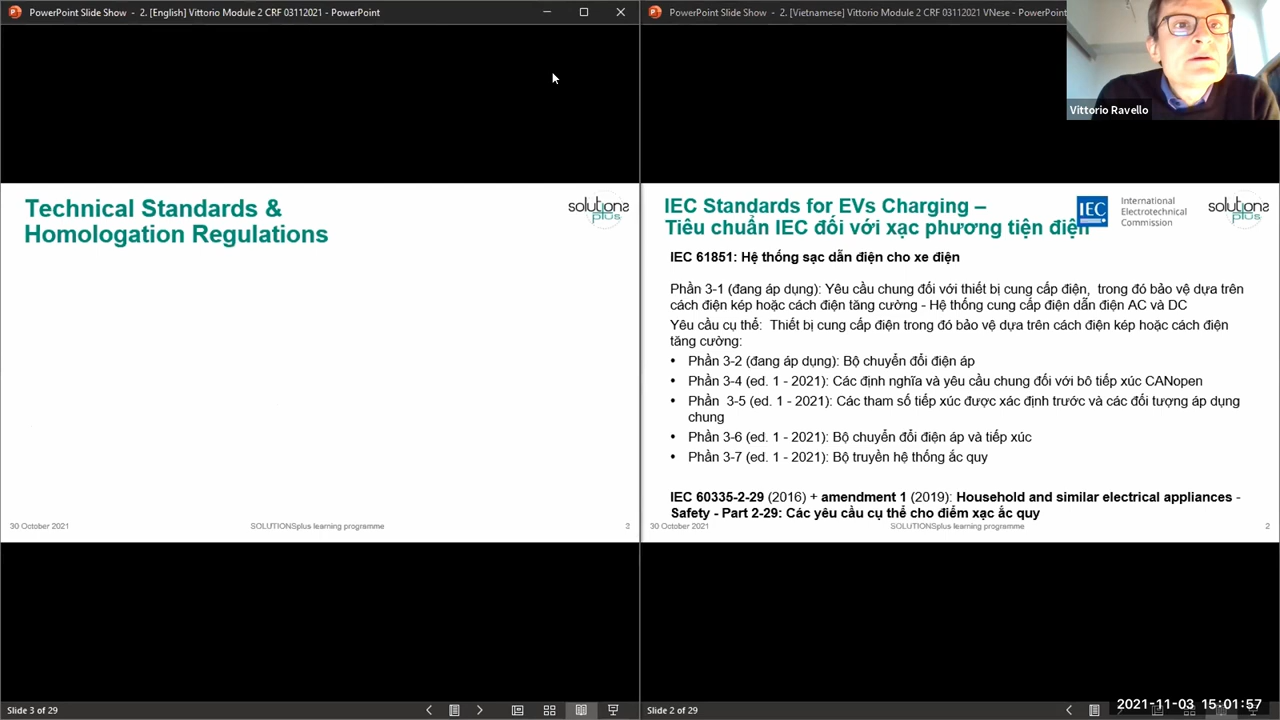 PowerPoint Slide Show - 2. [English] Vittorio Module 2 CRF 03112021 - PowerPoint
Technical Standards &
Homologation Regulations
solutions
plus
30 October 2021
SOLUTIONSplus learning programme
3
Slide 3 of 29
PowerPoint Slide Show - 2. [Vietnamese] Vittorio Module 2 CRF 03112021 VNese - PowerPoint
Vittorio Ravello
IEC Standards for EVs Charging –
Tiêu chuẩn IEC đối với xạc phương tiện điện
IEC
International
Electrotechnical
Commission
solutions
plus
IEC 61851: Hệ thống sạc dẫn điện cho xe điện
Phần 3-1 (đang áp dụng): Yêu cầu chung đối với thiết bị cung cấp điện, trong đó bảo vệ dựa trên
cách điện kép hoặc cách điện tăng cường - Hệ thống cung cấp điện dẫn điện AC và DC
Yêu cầu cụ thể: Thiết bị cung cấp điện trong đó bảo vệ dựa trên cách điện kép hoặc cách điện
tăng cường:
• Phần 3-2 (đang áp dụng): Bộ chuyển đổi điện áp
• Phần 3-4 (ed. 1 - 2021): Các định nghĩa và yêu cầu chung đối với bô tiếp xúc CANopen
• Phần 3-5 (ed. 1 - 2021): Các tham số tiếp xúc được xác định trước và các đối tượng áp dụng
chung
• Phần 3-6 (ed. 1 - 2021): Bộ chuyển đổi điện áp và tiếp xúc
• Phần 3-7 (ed. 1 - 2021): Bộ truyền hệ thống ắc quy
IEC 60335-2-29 (2016) + amendment 1 (2019): Household and similar electrical appliances -
Safety - Part 2-29: Các yêu cầu cụ thể cho điểm xạc ắc quy
30 October 2021
SOLUTIONSplus learning programme
2
Slide 2 of 29
2021-11-03 15:01:57